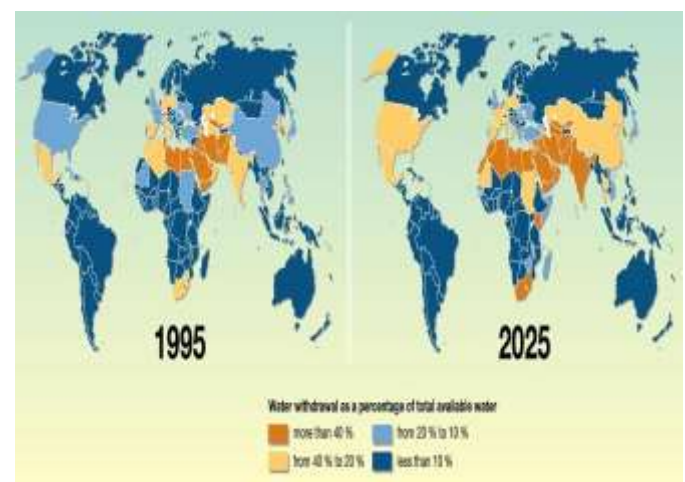 1995
2025
Water withdrawal as a percentage of total available water
more than 40 %
from 20 % to 10 %
from 40 % to 20 %
less than 10 %